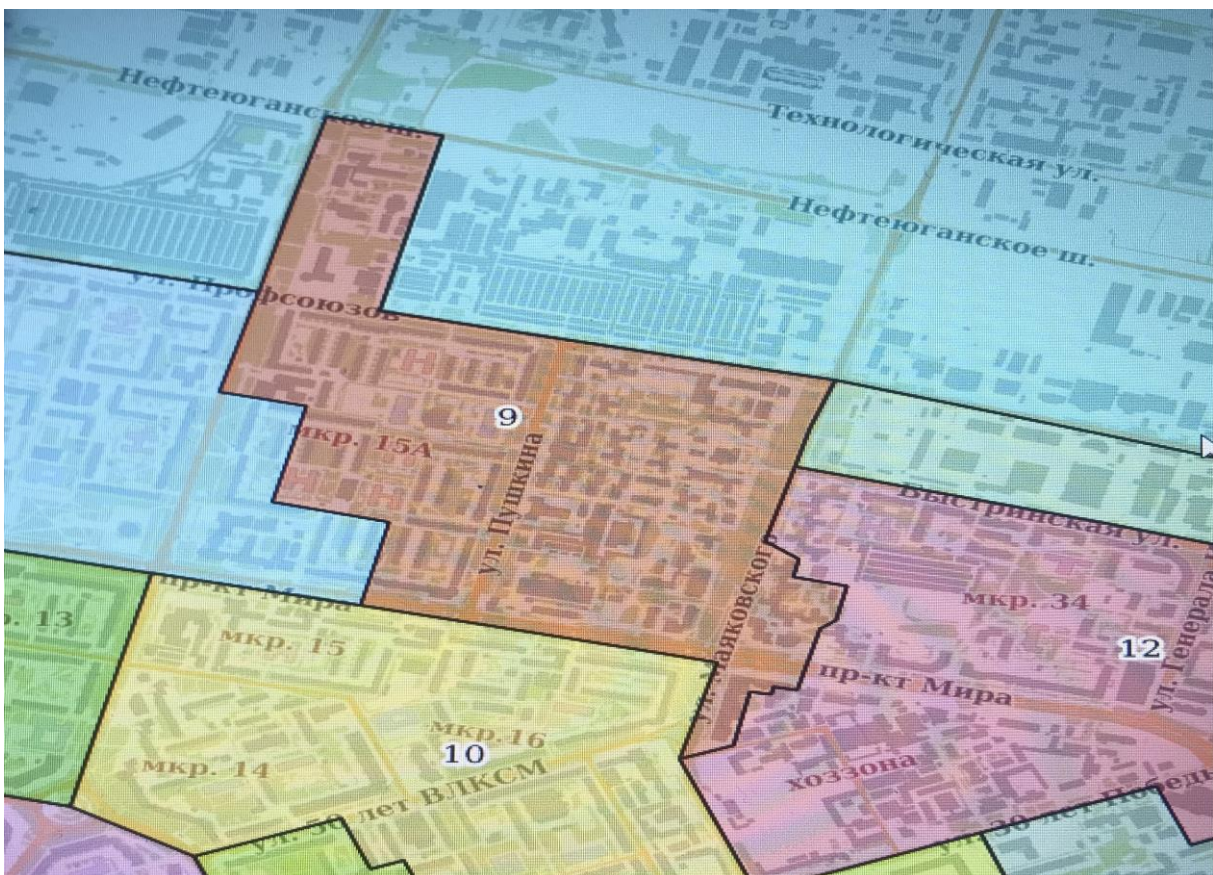 Нефтеюганское ш.
Технологическая ул.
Нефтеюганское ш.
ул. Профсоюзов
9
мкр. 15А
ул. Пушкина
Быстринская ул.
ул. Маяковского
мкр. 34
12
ул. Генерала
пр-кт Мира
13
мкр. 15
пр-кт Мира
мкр.16
10
мкр. 14
хоззона
ул. 50 лет ВЛКСМ
ул. 30 лет Победы